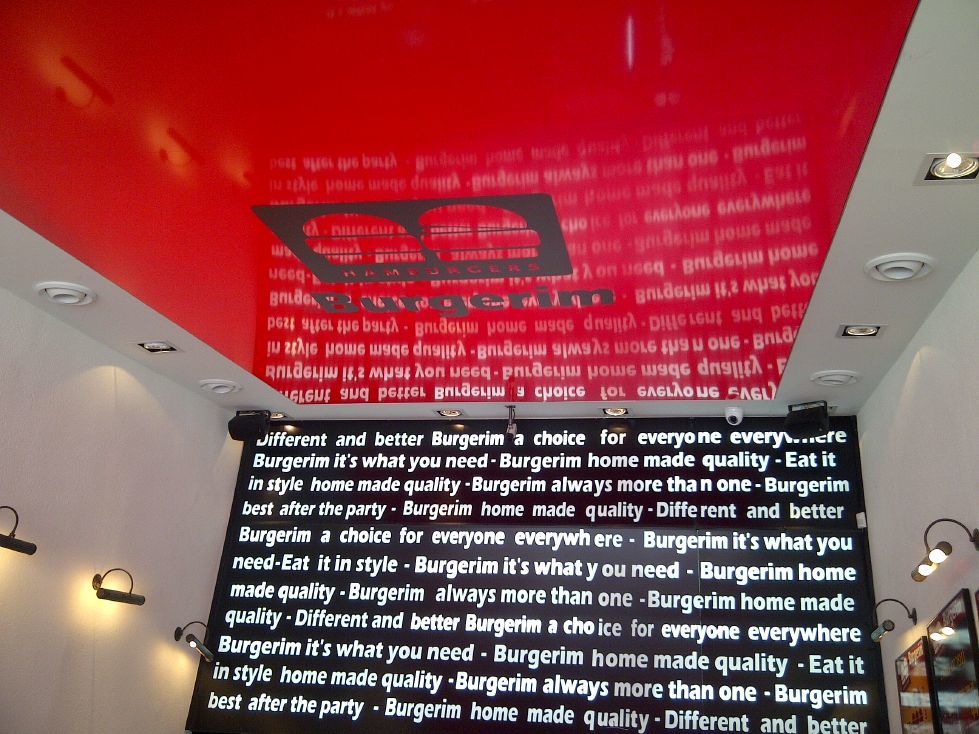 HAMBURGERS
Burgerim
Different and better Burgerim a choice for everyone everywhere
Burgerim it's what you need - Burgerim home made quality - Eat it
in style home made quality - Burgerim always more than one - Burgerim
best after the party - Burgerim home made quality - Different and better
Burgerim a choice for everyone everywhere - Burgerim it's what you
need-Eat it in style - Burgerim it's what you need - Burgerim home
made quality - Burgerim always more than one - Burgerim home made
quality - Different and better Burgerim a choice for everyone everywhere
Burgerim it's what you need - Burgerim home made quality - Eat it
in style home made quality - Burgerim always more than one - Burgerim
best after the party - Burgerim home made quality - Different and better